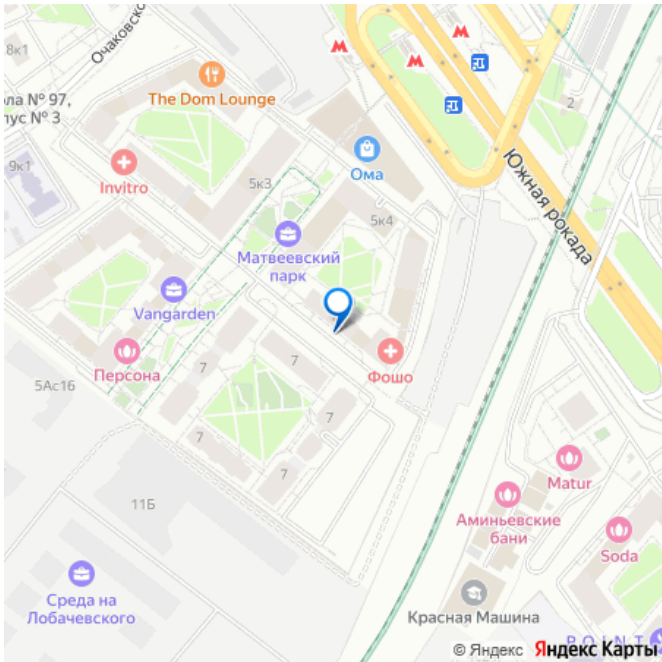 8к1
Очаковско
The Dom Lounge
ола № 97,
пус № 3
9к1
Invitro
5к3
Ома
2
Южная рокада
5к4
Матвеевский
парк
Vangarden
Персона
5Ас16
7
7
7
7
Фошо
11Б
Matur
Аминьевские
бани
Soda
Среда на
Лобачевского
Красная Машина
POINT
© Яндекс Яндекс Карты